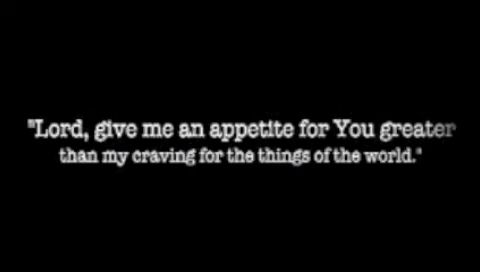 "Lord, give me an appetite for You greater
than my craving for the things of the world."